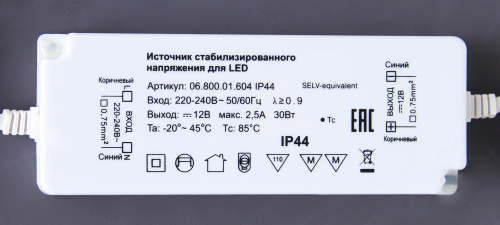 Источник стабилизированного
напряжения для LED
Артикул: 06.800.01.604 IP44
SELV-equivalent
Вход: 220-240В~ 50/60Гц λ≥0.9
Выход: ⎓12В макс. 2,5А 30Вт
Ta: -20°~ 45°C Tc: 85°C
• Tc
EAC
IP44
110
M
M
Коричневый
L
ВХОД
220-240В~
0.75mm²
Синий
N
Синий
ВЫХОД
⎓12В
0.75mm²
Коричневый